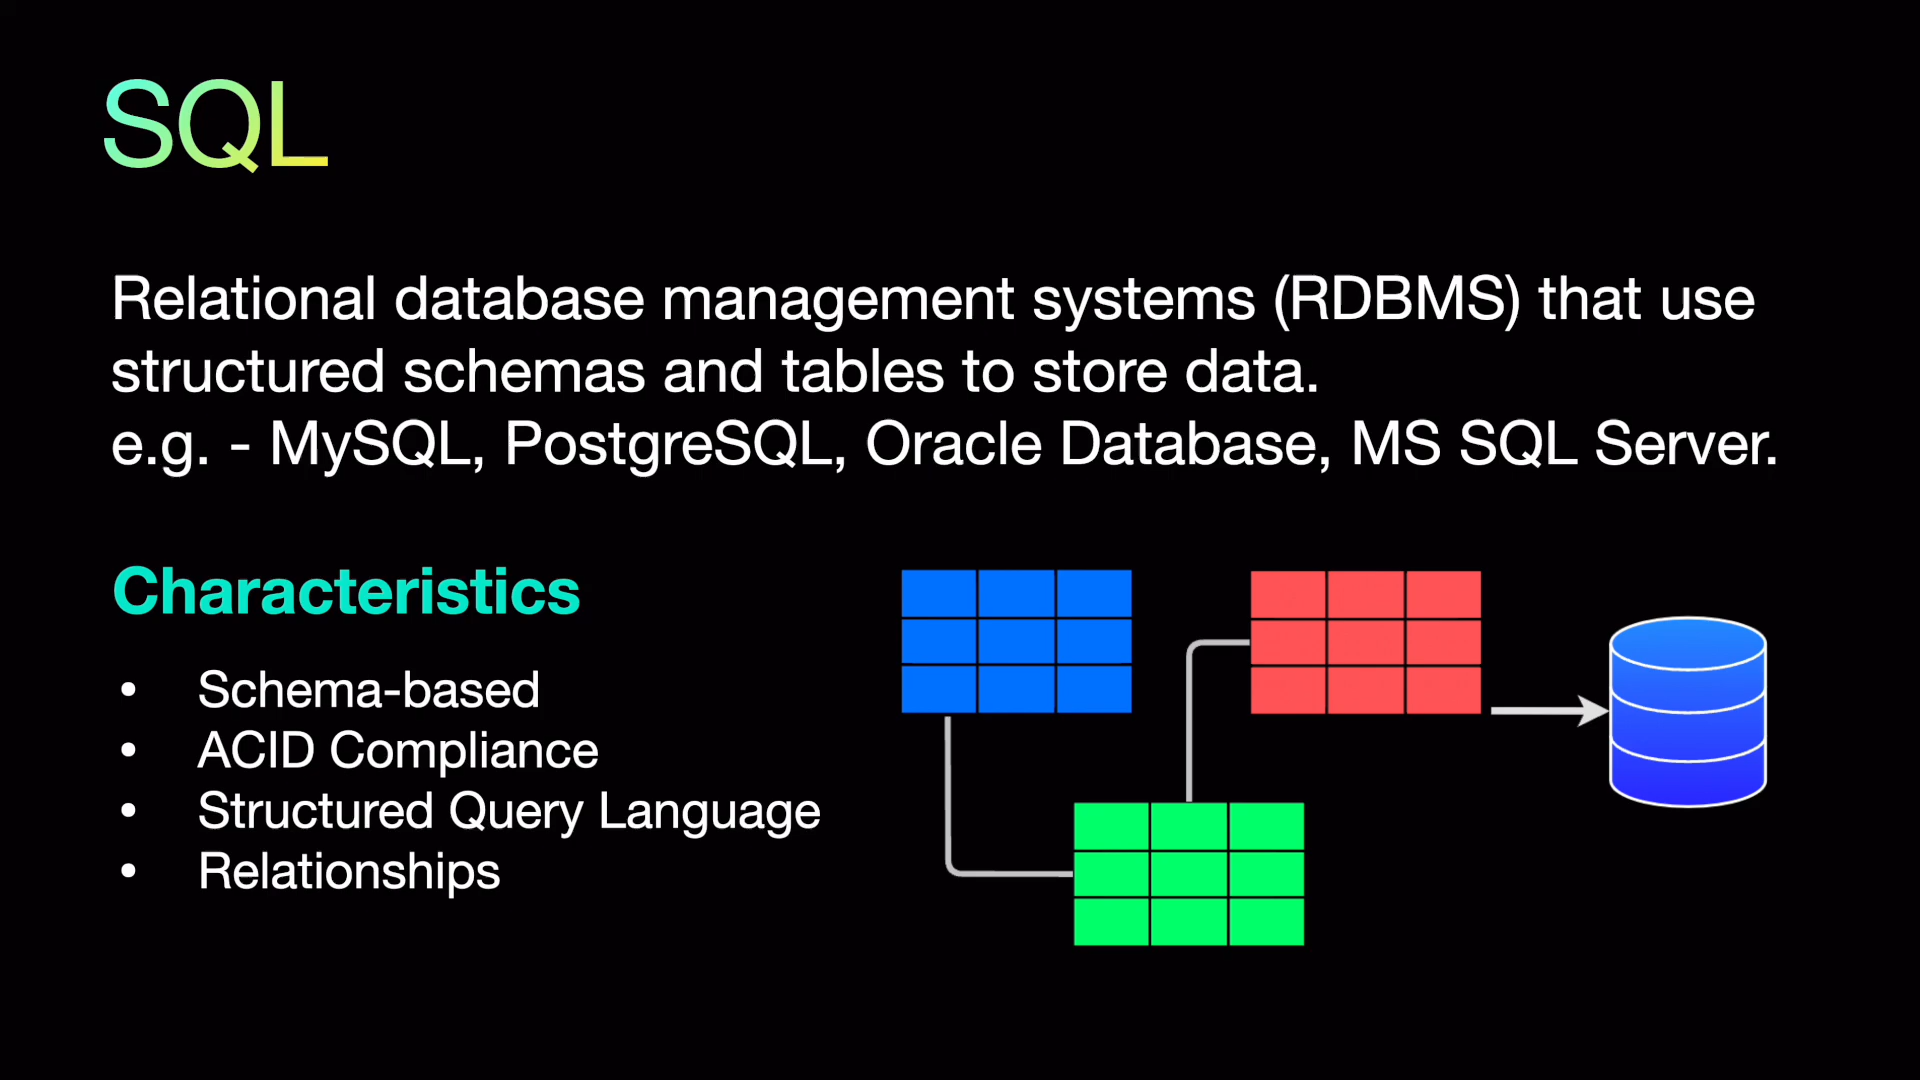 SQL
Relational database management systems (RDBMS) that use
structured schemas and tables to store data.
e.g. - MySQL, PostgreSQL, Oracle Database, MS SQL Server.
Characteristics
• Schema-based
• ACID Compliance
• Structured Query Language
• Relationships